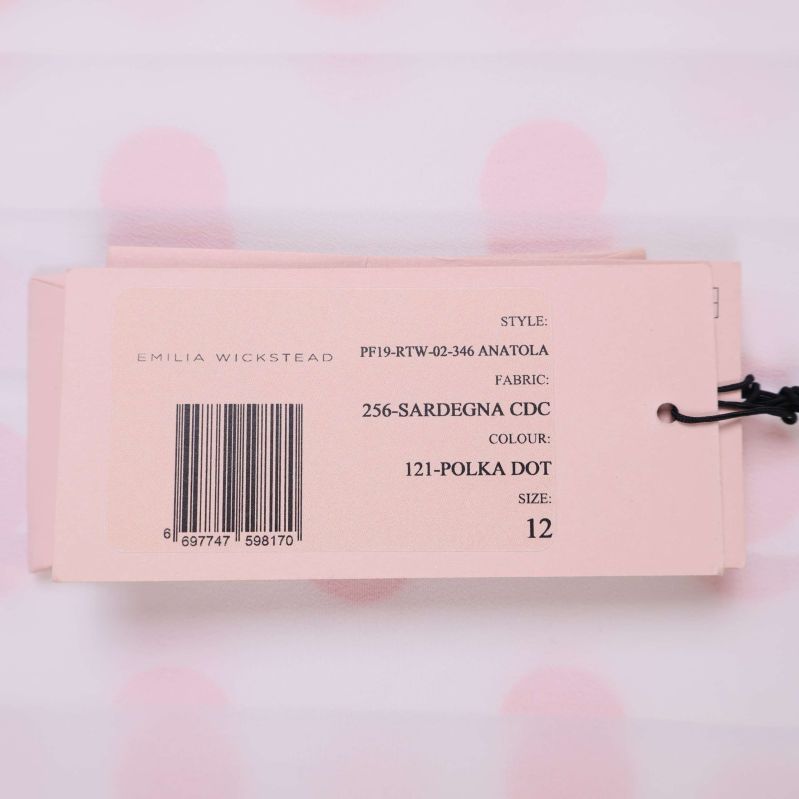 EMILIA WICKSTEAD
6 697747 598170
STYLE:
PF19-RTW-02-346 ANATOLA
FABRIC:
256-SARDEGNA CDC
COLOUR:
121-POLKA DOT
SIZE:
12